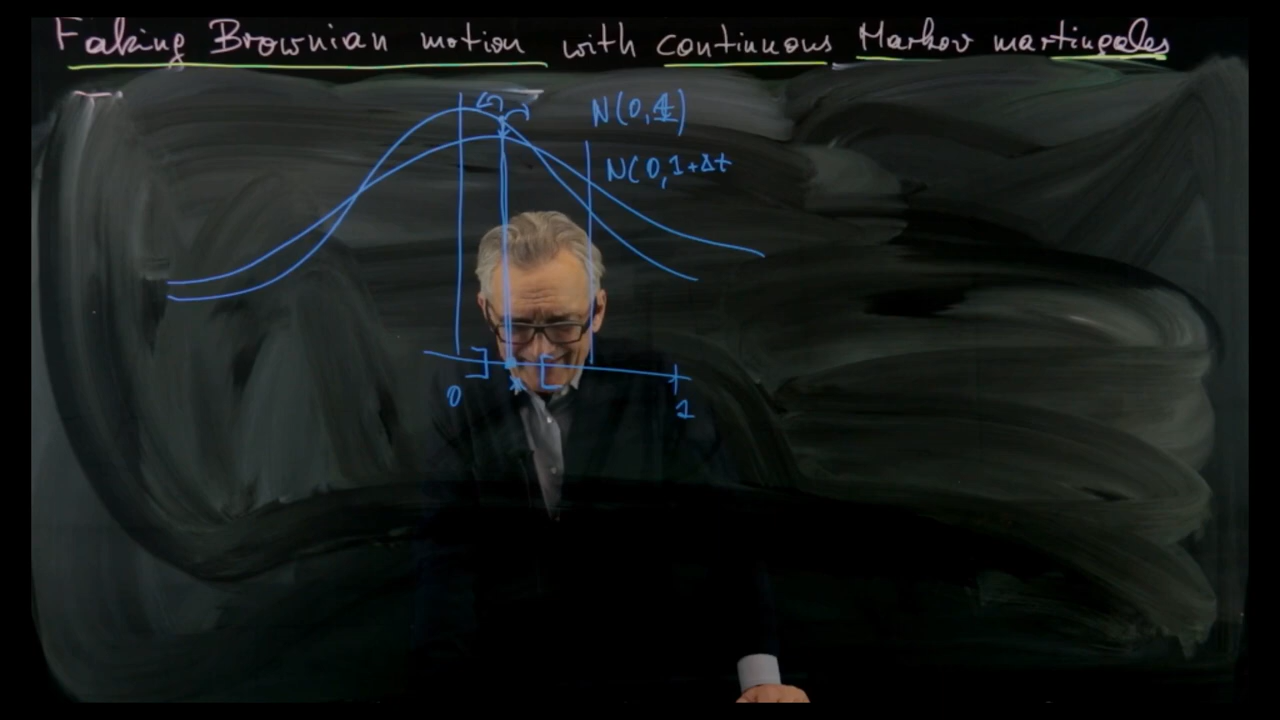 Faking Brownian motion with continuous Markov martingales
N(0,1)
N(0,1+Δt
0
x
1